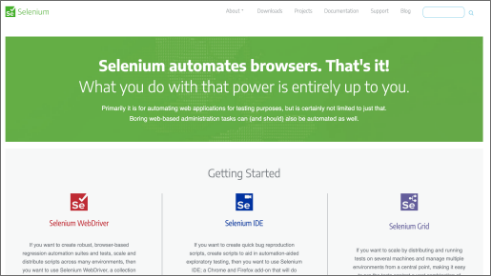 Se Selenium
About Downloads Projects Documentation Support Blog
Selenium automates browsers. That's it!
What you do with that power is entirely up to you.
Primarily it is for automating web applications for testing purposes, but is certainly not limited to just that.
Boring web-based administration tasks can (and should) also be automated as well.
Getting Started
Se
Selenium WebDriver
If you want to create robust, browser-based
regression automation suites and tests, scale and
distribute scripts across many environments, then
you want to use Selenium WebDriver, a collection
Se
Selenium IDE
If you want to create quick bug reproduction
scripts, create scripts to aid in automation-aided
exploratory testing, then you want to use Selenium
IDE; a Chrome and Firefox add-on that will do
Se
Selenium Grid
If you want to scale by distributing and running
tests on several machines and manage multiple
environments from a central point, making it easy